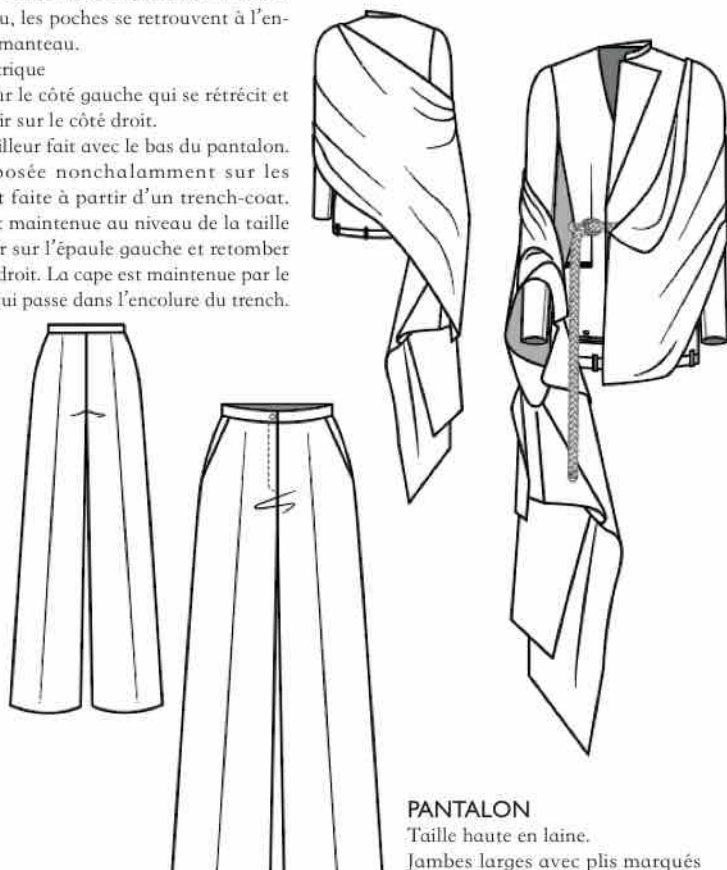 u, les poches se retrouvent à l'en-
manteau.
trique
ur le côté gauche qui se rétrécit et
ir sur le côté droit.
illeur fait avec le bas du pantalon.
posée nonchalamment sur les
t faite à partir d'un trench-coat.
t maintenue au niveau de la taille
r sur l'épaule gauche et retomber
droit. La cape est maintenue par le
ui passe dans l'encolure du trench.
PANTALON
Taille haute en laine.
Jambes larges avec plis marqués